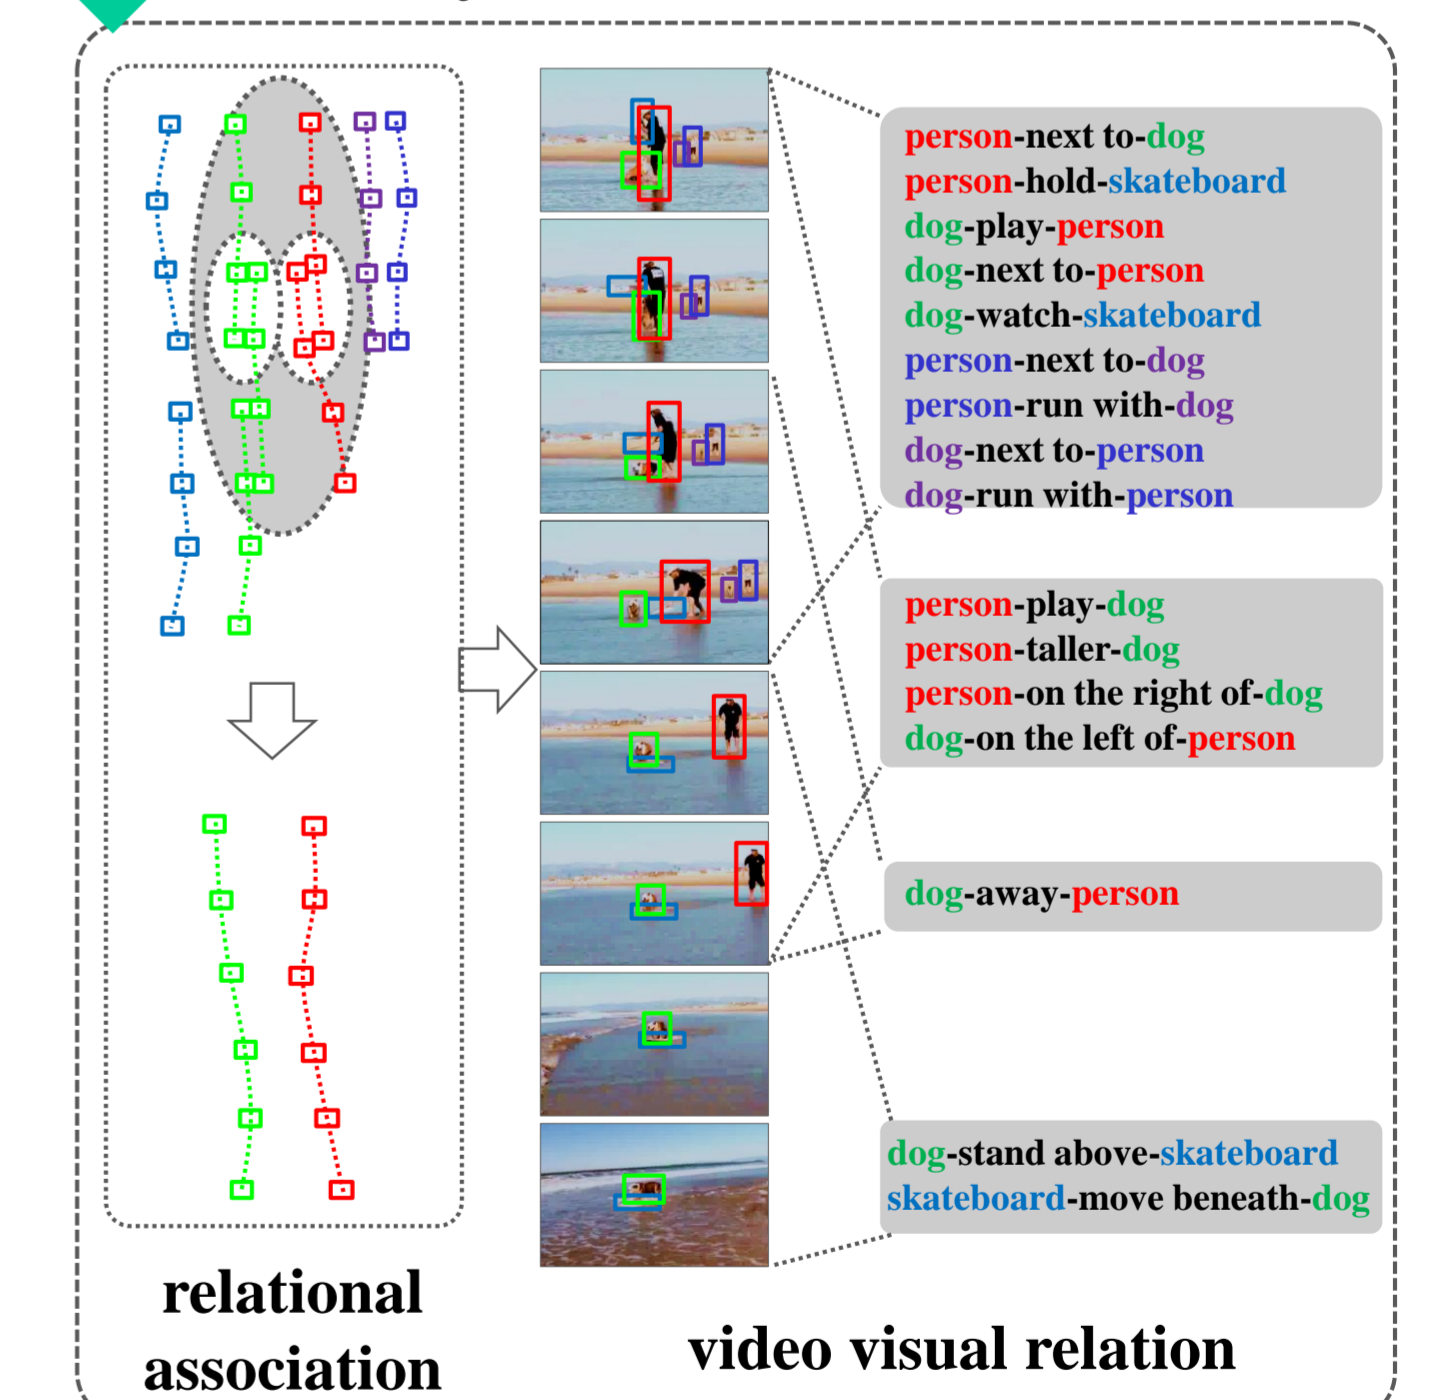 person-next to-dog
person-hold-skateboard
dog-play-person
dog-next to-person
dog-watch-skateboard
person-next to-dog
person-run with-dog
dog-next to-person
dog-run with-person
person-play-dog
person-taller-dog
person-on the right of-dog
dog-on the left of-person
dog-away-person
dog-stand above-skateboard
skateboard-move beneath-dog
relational
association
video visual relation